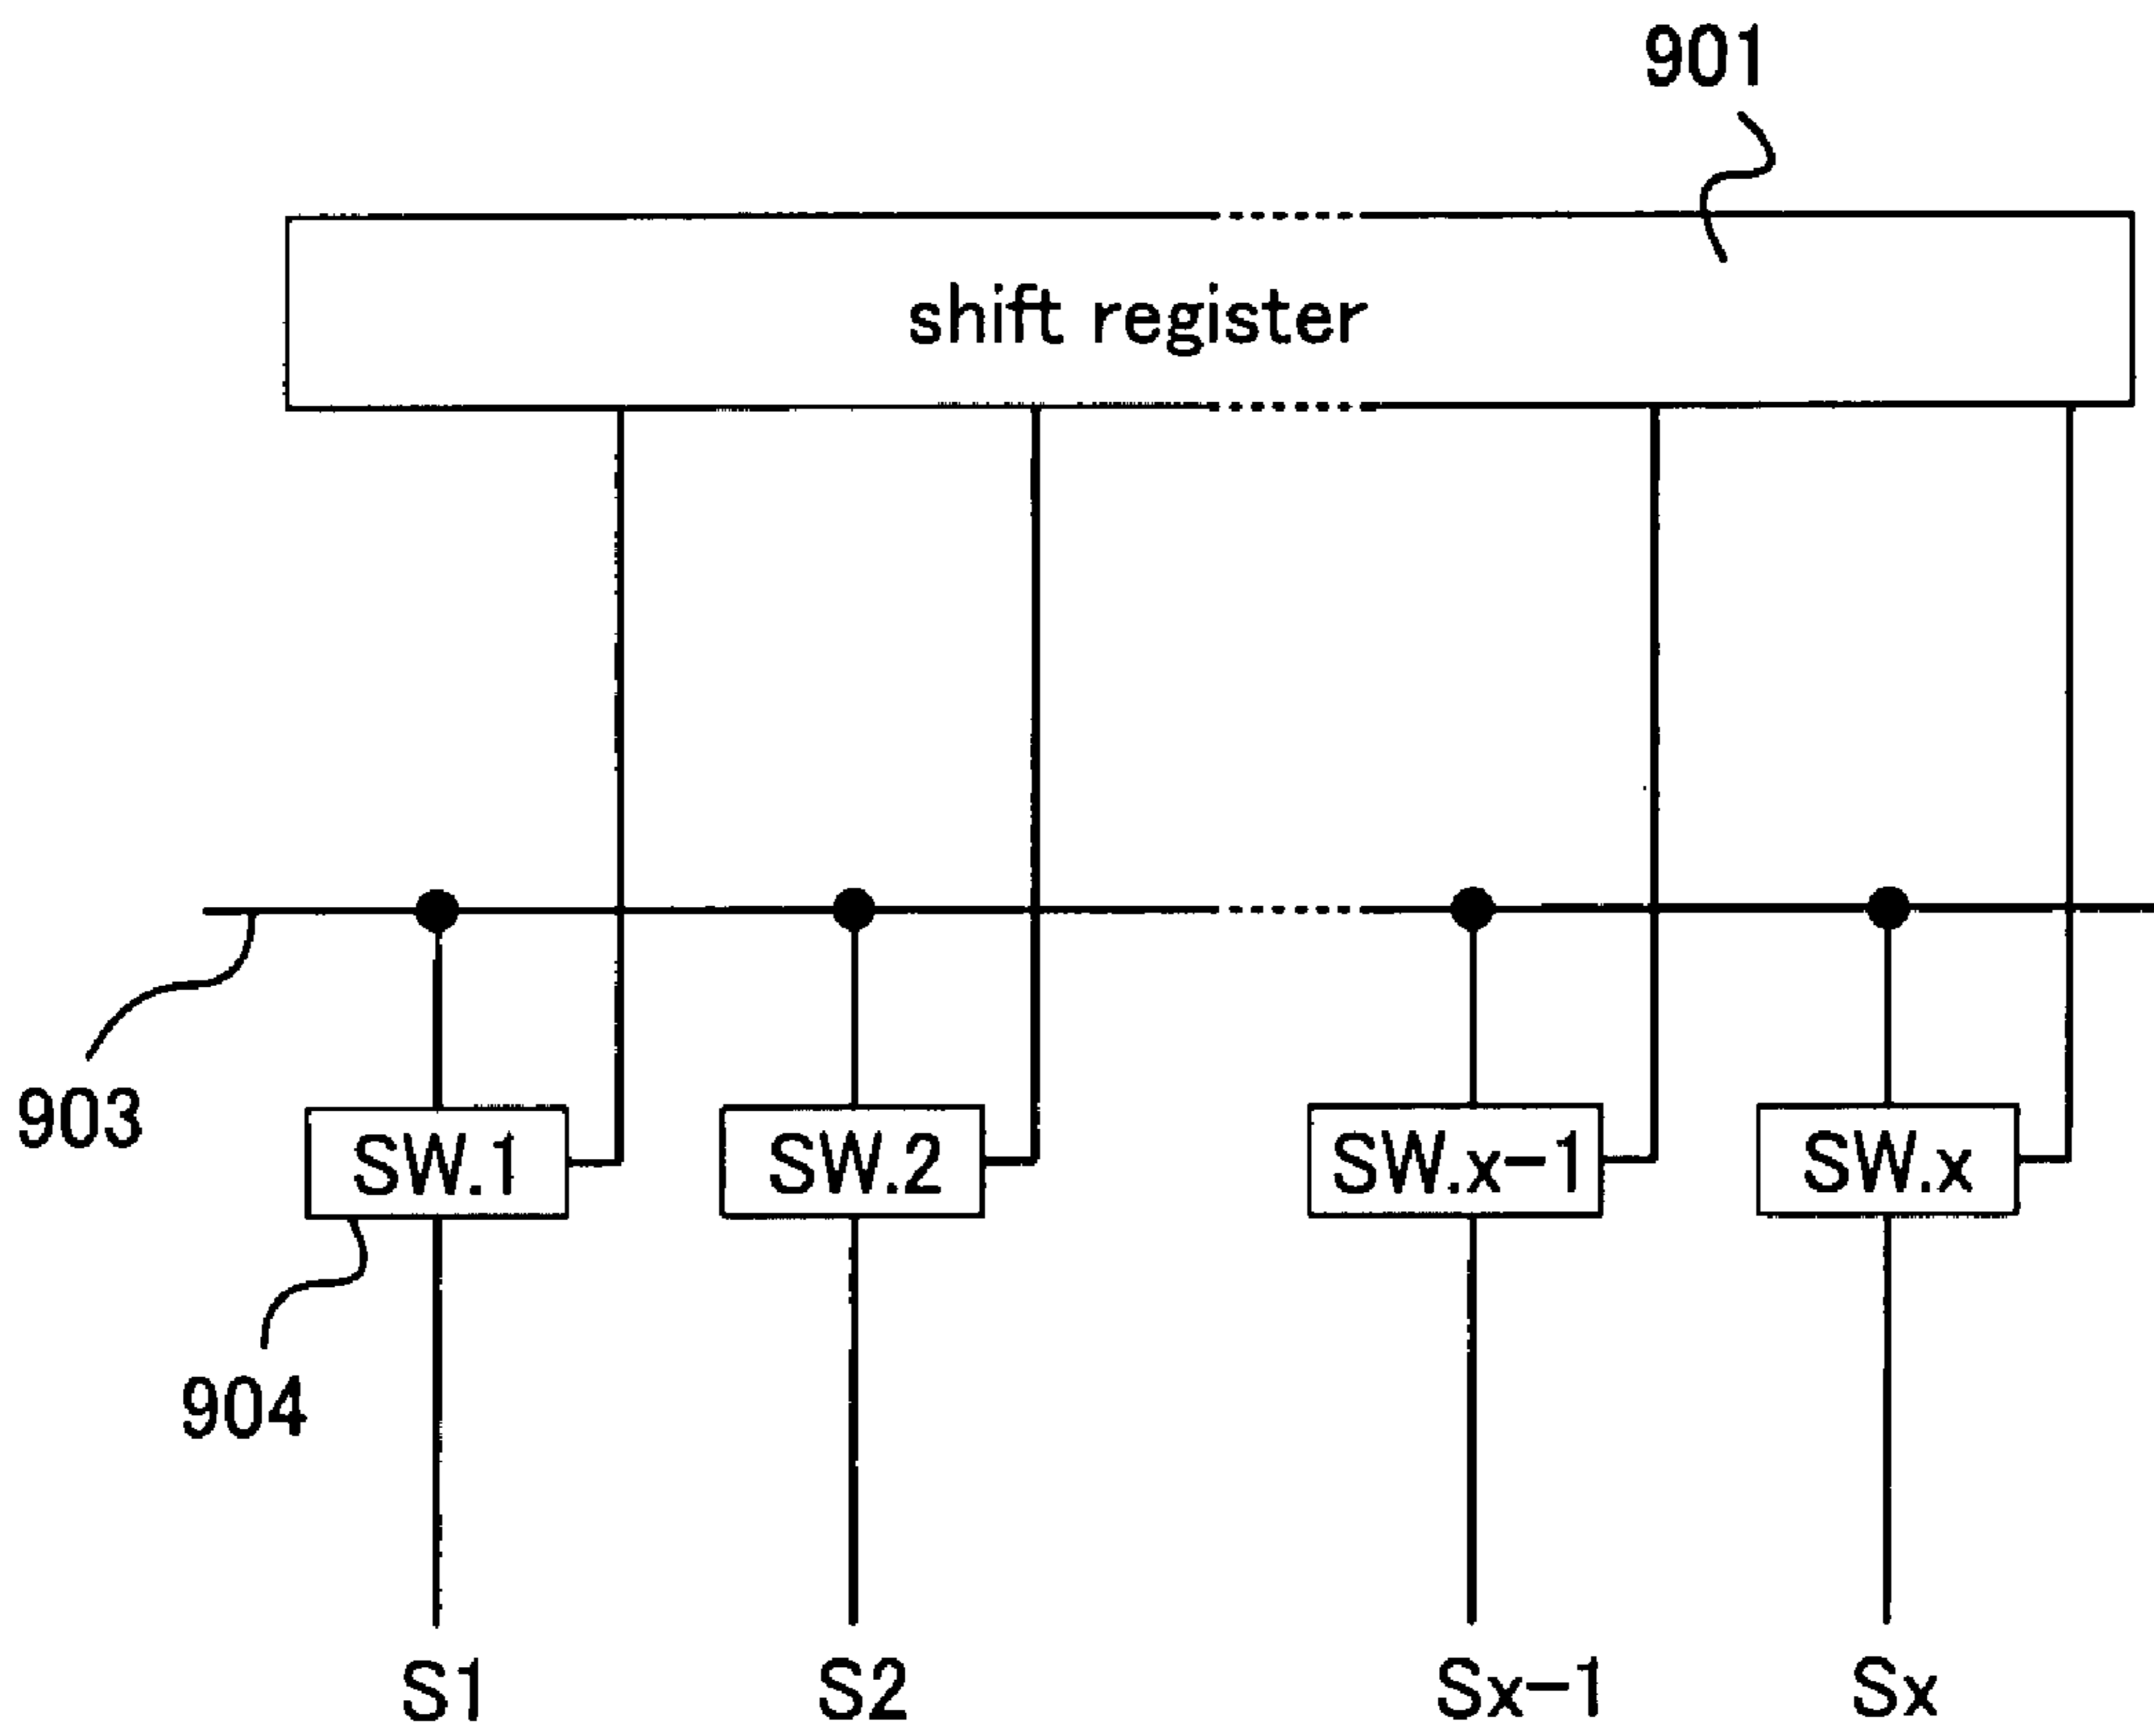 901
shift register
903
SW.1
SW.2
SW.x-1
SW.x
904
S1
S2
Sx-1
Sx